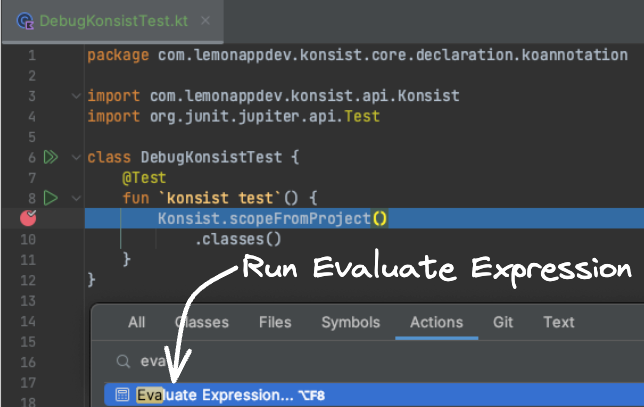 DebugKonsistTest.kt
1 package com.lemonappdev.konsist.core.declaration.koannotation
2
3 import com.lemonappdev.konsist.api.Konsist
4 import org.junit.jupiter.api.Test
5
6 class DebugKonsistTest {
7 @Test
8 fun `konsist test`() {
Konsist.scopeFromProject()
10 .classes()
11 }
12 }
Run Evaluate Expression
13
14 All Classes Files Symbols Actions Git Text
15
16 eva
17
18 Evaluate Expression... ⌥F8